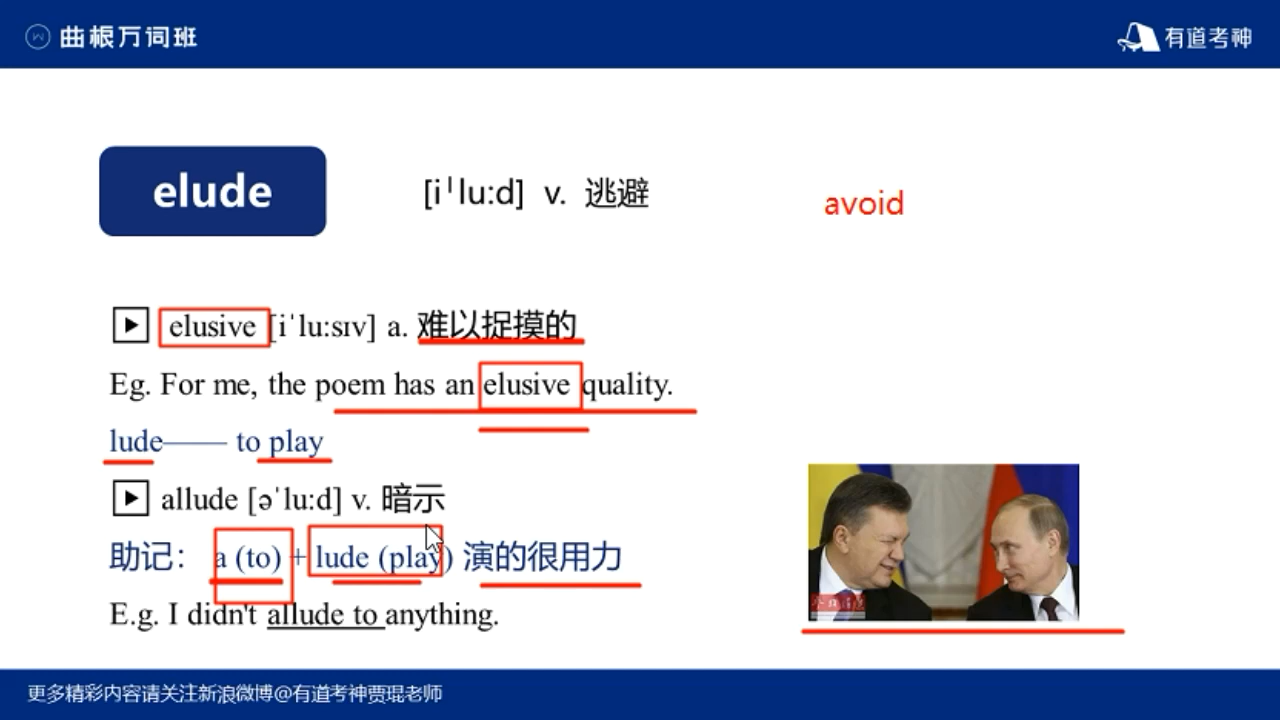 曲根万词班
有道考神
elude
[iˈlu:d] v. 逃避
avoid
elusive [iˈlu:sɪv] a. 难以捉摸的
Eg. For me, the poem has an elusive quality.
lude—— to play
allude [əˈlu:d] v. 暗示
助记： a (to) + lude (play) 演的很用力
E.g. I didn't allude to anything.
更多精彩内容请关注新浪微博@有道考神贾琨老师